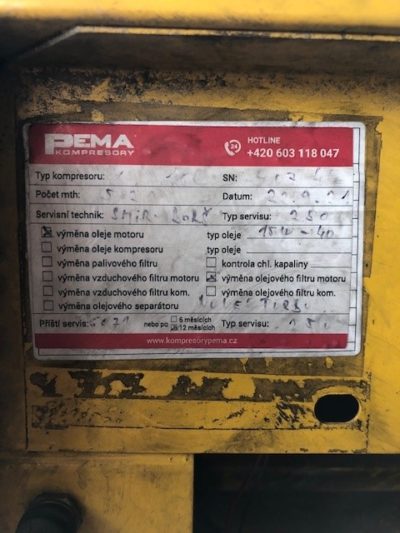 PEMA
KOMPRESORY
24
HOTLINE
+420 603 118 047
Typ kompresoru:
SN:
Počet mth:
Datum:
Servisní technik:
Typ servisu: 250
výměna oleje motoru
typ oleje 15W-40
výměna oleje kompresoru
typ oleje
výměna palivového filtru
kontrola chl. kapaliny
výměna vzduchového filtru motoru
výměna olejového filtru motoru
výměna vzduchového filtru kom.
výměna olejového filtru kom.
výměna olejového separátoru
Příští servis:
nebo po
6 měsících
12 měsících
Typ servisu:
www.kompresorypema.cz